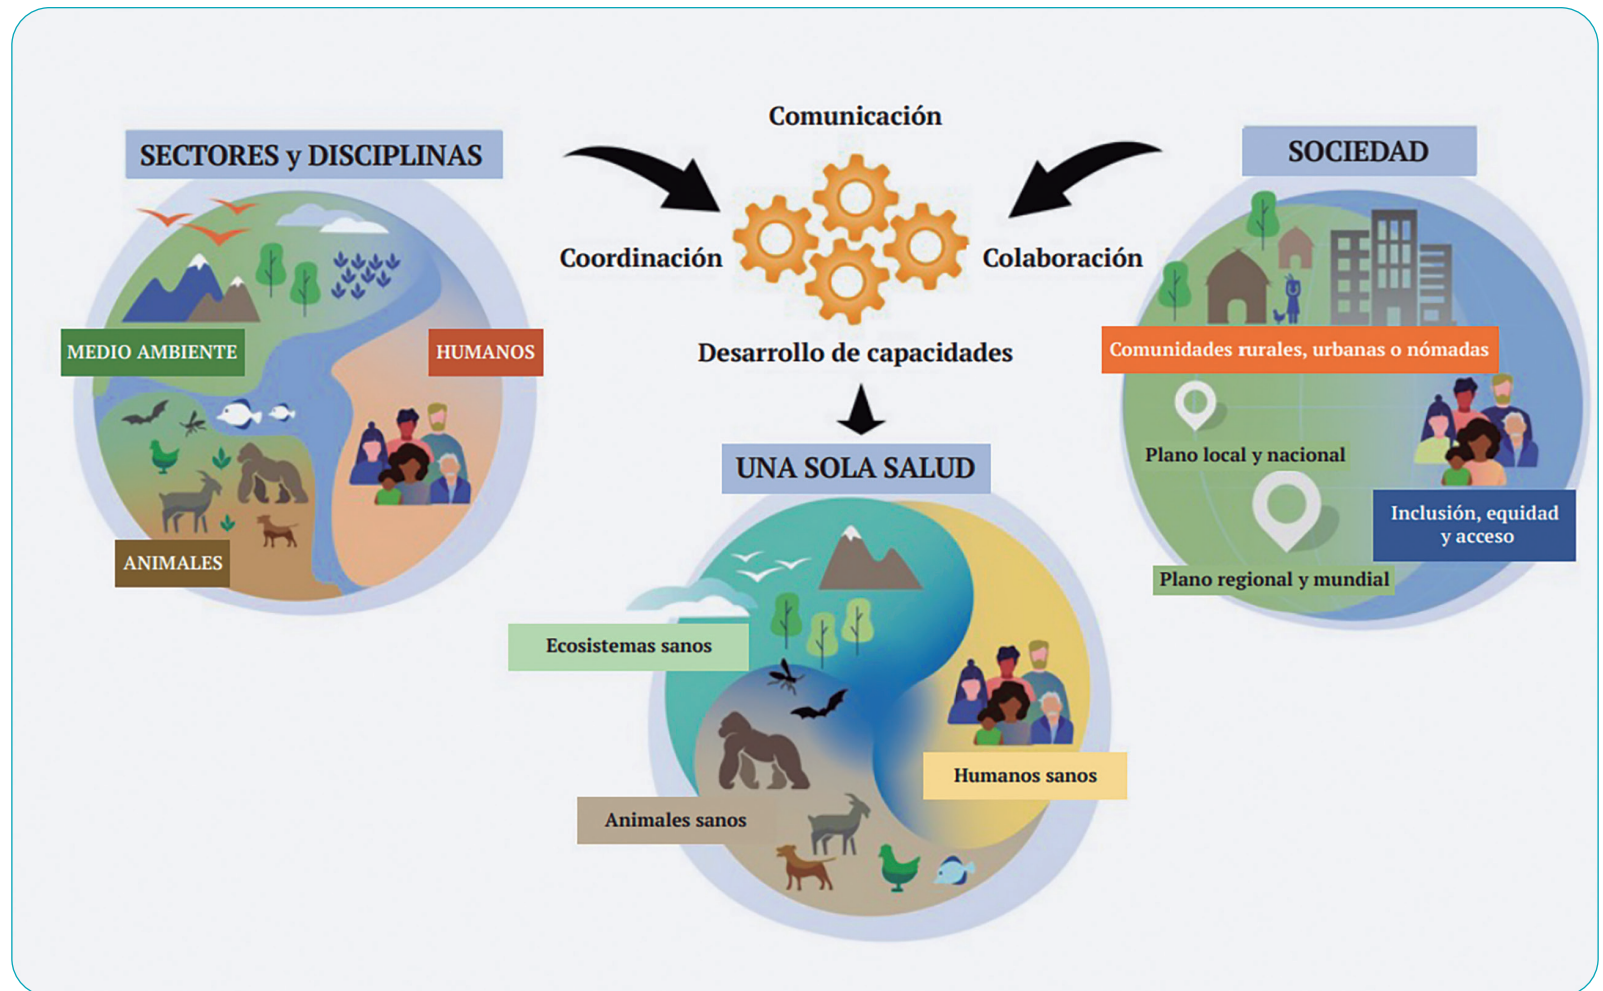 Comunicación
SECTORES y DISCIPLINAS
SOCIEDAD
Coordinación
Colaboración
MEDIO AMBIENTE
HUMANOS
Desarrollo de capacidades
Comunidades rurales, urbanas o nómadas
Plano local y nacional
UNA SOLA SALUD
Inclusión, equidad
y acceso
ANIMALES
Plano regional y mundial
Ecosistemas sanos
Humanos sanos
Animales sanos